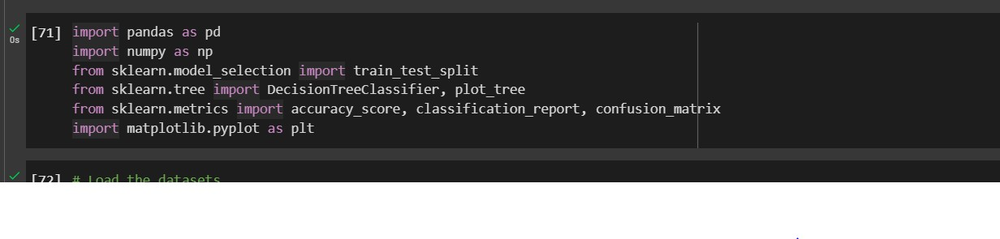 [71] import pandas as pd
import numpy as np
from sklearn.model_selection import train_test_split
from sklearn.tree import DecisionTreeClassifier, plot_tree
from sklearn.metrics import accuracy_score, classification_report, confusion_matrix
import matplotlib.pyplot as plt
0s
[72] # Load the datasets